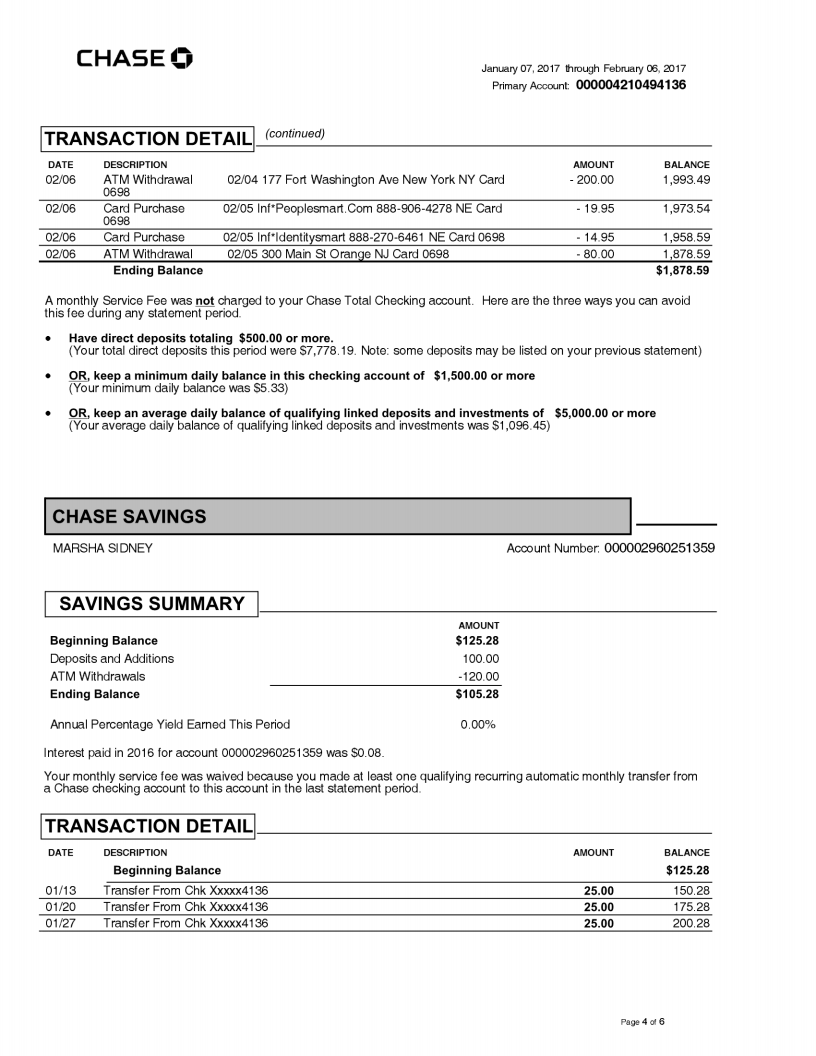 CHASE
January 07, 2017 through February 06, 2017
Primary Account: 000004210494136
TRANSACTION DETAIL (continued)
DATE DESCRIPTION AMOUNT BALANCE
02/06 ATM Withdrawal 02/04 177 Fort Washington Ave New York NY Card - 200.00 1,993.49
0698
02/06 Card Purchase 02/05 Inf*Peoplesmart.Com 888-906-4278 NE Card - 19.95 1,973.54
0698
02/06 Card Purchase 02/05 Inf*Identitysmart 888-270-6461 NE Card 0698 - 14.95 1,958.59
02/06 ATM Withdrawal 02/05 300 Main St Orange NJ Card 0698 - 80.00 1,878.59
Ending Balance $1,878.59
A monthly Service Fee was not charged to your Chase Total Checking account. Here are the three ways you can avoid
this fee during any statement period.
• Have direct deposits totaling $500.00 or more.
(Your total direct deposits this period were $7,778.19. Note: some deposits may be listed on your previous statement)
• OR, keep a minimum daily balance in this checking account of $1,500.00 or more
(Your minimum daily balance was $5.33)
• OR, keep an average daily balance of qualifying linked deposits and investments of $5,000.00 or more
(Your average daily balance of qualifying linked deposits and investments was $1,096.45)
CHASE SAVINGS
MARSHA SIDNEY Account Number: 000002960251359
SAVINGS SUMMARY
AMOUNT
Beginning Balance $125.28
Deposits and Additions 100.00
ATM Withdrawals -120.00
Ending Balance $105.28
Annual Percentage Yield Earned This Period 0.00%
Interest paid in 2016 for account 000002960251359 was $0.08.
Your monthly service fee was waived because you made at least one qualifying recurring automatic monthly transfer from
a Chase checking account to this account in the last statement period.
TRANSACTION DETAIL
DATE DESCRIPTION AMOUNT BALANCE
Beginning Balance $125.28
01/13 Transfer From Chk Xxxxx4136 25.00 150.28
01/20 Transfer From Chk Xxxxx4136 25.00 175.28
01/27 Transfer From Chk Xxxxx4136 25.00 200.28
Page 4 of 6